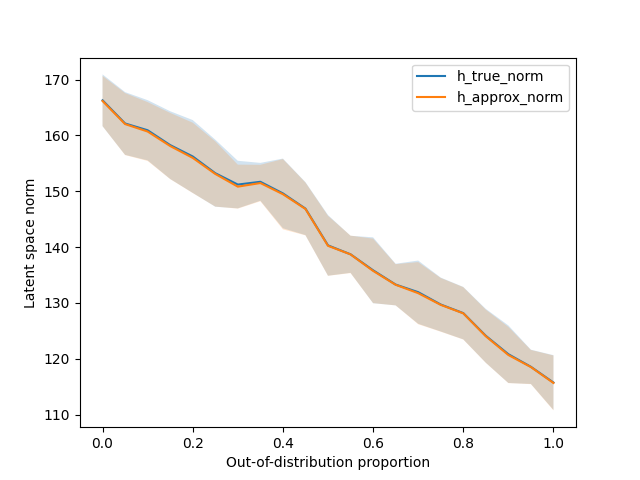 h_true_norm
h_approx_norm
Latent space norm
170
160
150
140
130
120
110
0.0 0.2 0.4 0.6 0.8 1.0
Out-of-distribution proportion